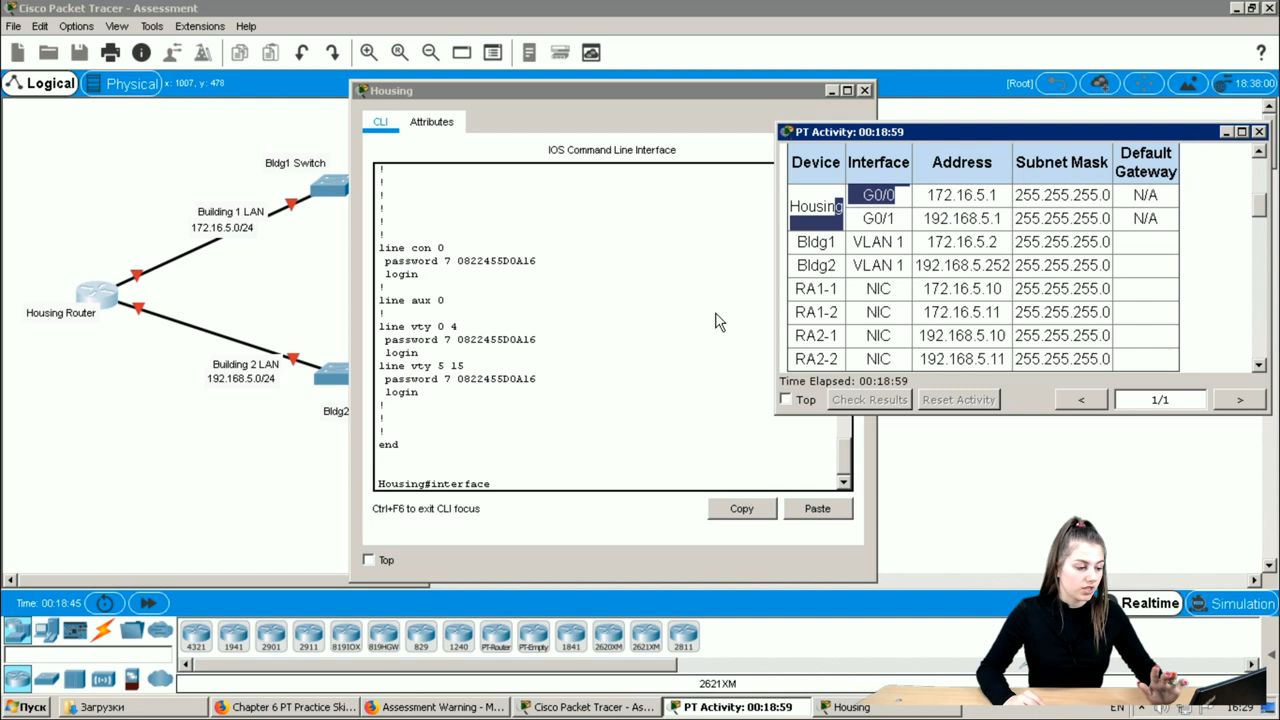 Cisco Packet Tracer - Assessment
File Edit Options View Tools Extensions Help
?
Logical Physical x: 1007, y: 478 [Root] 18:38:00
Bldg1 Switch
Building 1 LAN
172.16.5.0/24
Housing Router
Building 2 LAN
192.168.5.0/24
Bldg2
Housing
CLI Attributes
IOS Command Line Interface
!
!
!
!
!
!
line con 0
password 7 0822455D0A16
login
!
line aux 0
!
line vty 0 4
password 7 0822455D0A16
login
line vty 5 15
password 7 0822455D0A16
login
!
!
!
end
Housing#interface
Ctrl+F6 to exit CLI focus Copy Paste
Top
PT Activity: 00:18:59
Device Interface Address Subnet Mask Default Gateway
Housing G0/0 172.16.5.1 255.255.255.0 N/A
G0/1 192.168.5.1 255.255.255.0 N/A
Bldg1 VLAN 1 172.16.5.2 255.255.255.0
Bldg2 VLAN 1 192.168.5.252 255.255.255.0
RA1-1 NIC 172.16.5.10 255.255.255.0
RA1-2 NIC 172.16.5.11 255.255.255.0
RA2-1 NIC 192.168.5.10 255.255.255.0
RA2-2 NIC 192.168.5.11 255.255.255.0
Time Elapsed: 00:18:59
Top Check Results Reset Activity < 1/1 >
Time: 00:18:45 Realtime Simulation
4321 1941 2901 2911 819IOX 819HGW 829 1240 PT-Router PT-Empty 1841 2620XM 2621XM 2811
2621XM
Пуск Загрузки Chapter 6 PT Practice Ski... Assessment Warning - M... Cisco Packet Tracer - As... PT Activity: 00:18:59 Housing EN 16:29